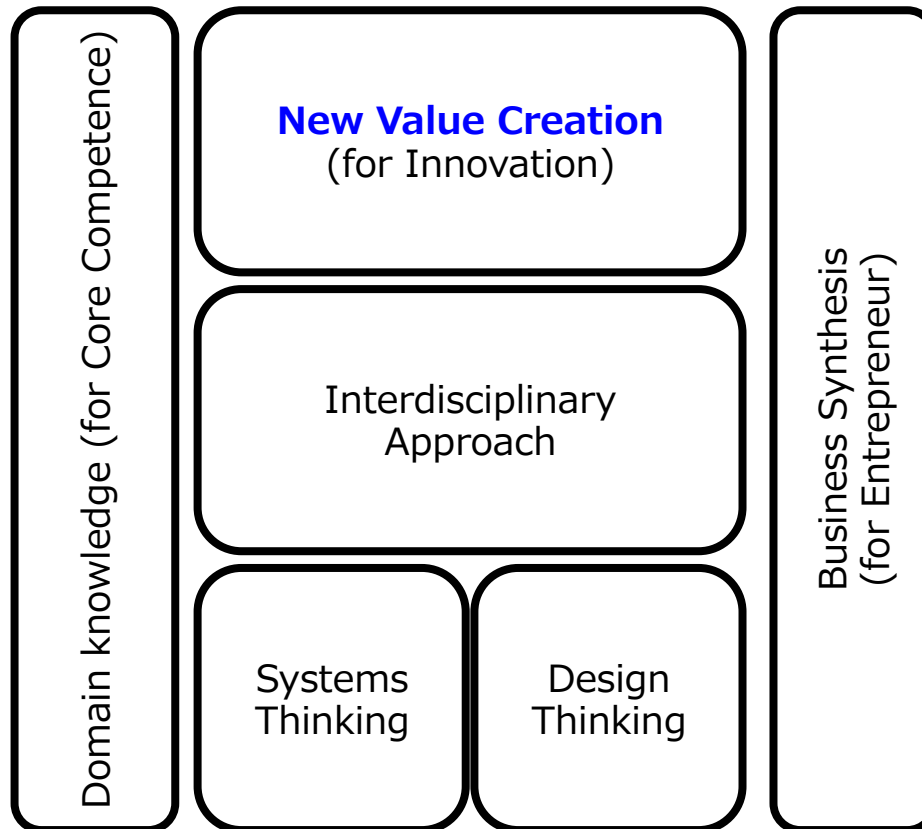 Domain knowledge (for Core Competence)
New Value Creation
(for Innovation)
Interdisciplinary
Approach
Systems
Thinking
Design
Thinking
Business Synthesis
(for Entrepreneur)